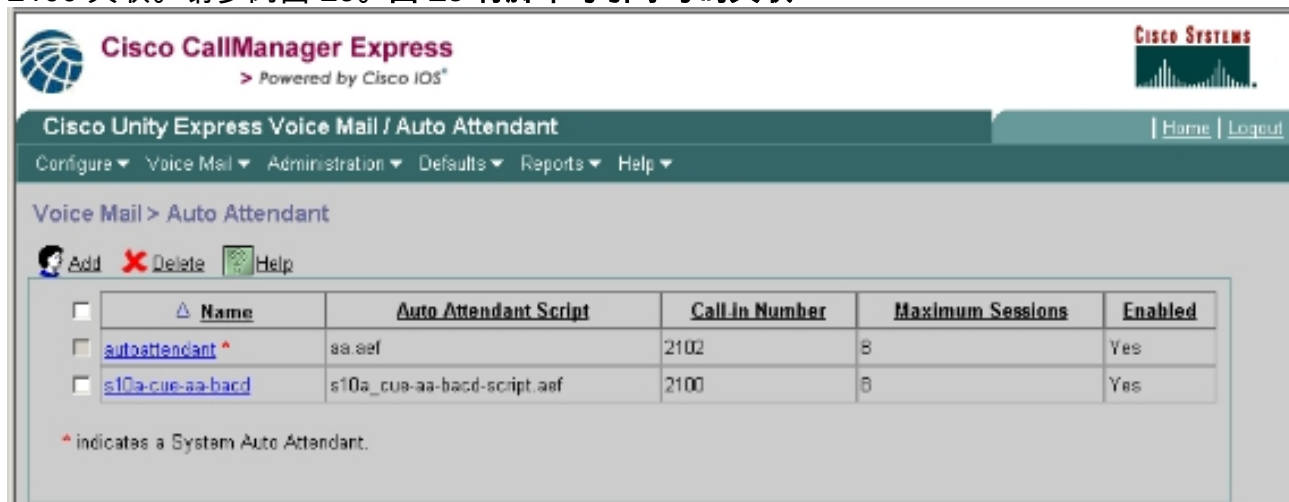 Cisco CallManager Express
> Powered by Cisco IOS®
CISCO SYSTEMS
Cisco Unity Express Voice Mail / Auto Attendant
| Home | Logout
Configure Voice Mail Administration Defaults Reports Help
Voice Mail > Auto Attendant
Add Delete Help
Name Auto Attendant Script Call-in Number Maximum Sessions Enabled
autoattendant * aa.aef 2102 8 Yes
s10a-cue-aa-bacd s10a_cue-aa-bacd-script.aef 2100 8 Yes
* indicates a System Auto Attendant.